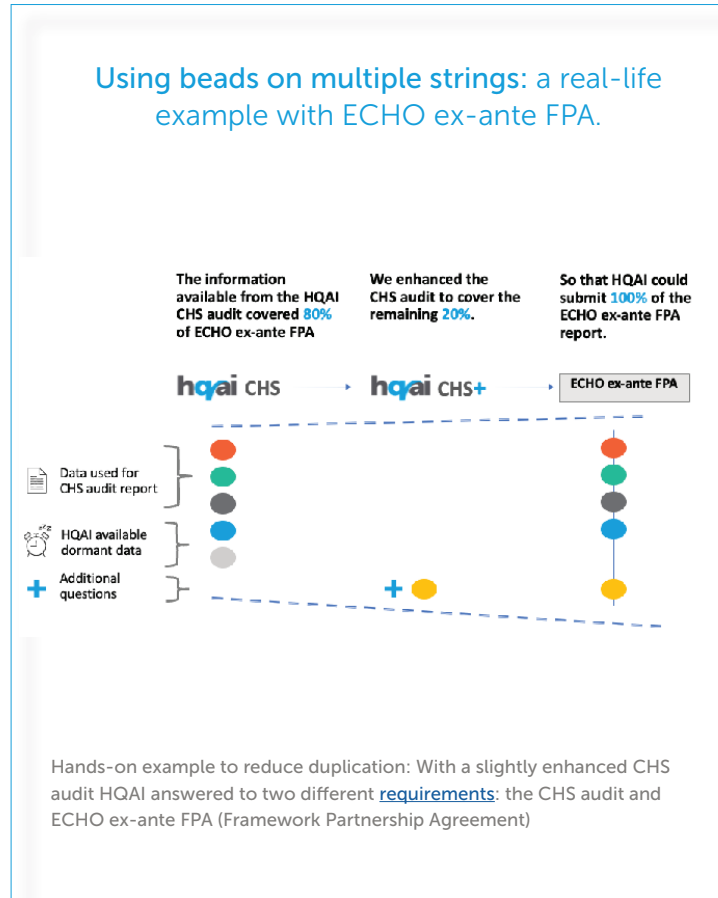 Using beads on multiple strings: a real-life
example with ECHO ex-ante FPA.
The information
available from the HQAI
CHS audit covered 80%
of ECHO ex-ante FPA
We enhanced the
CHS audit to cover the
remaining 20%.
So that HQAI could
submit 100% of the
ECHO ex-ante FPA
report.
hqai CHS
hqai CHS+
ECHO ex-ante FPA
Data used for
CHS audit report
HQAI available
dormant data
+ Additional
questions
+
Hands-on example to reduce duplication: With a slightly enhanced CHS
audit HQAI answered to two different requirements: the CHS audit and
ECHO ex-ante FPA (Framework Partnership Agreement)